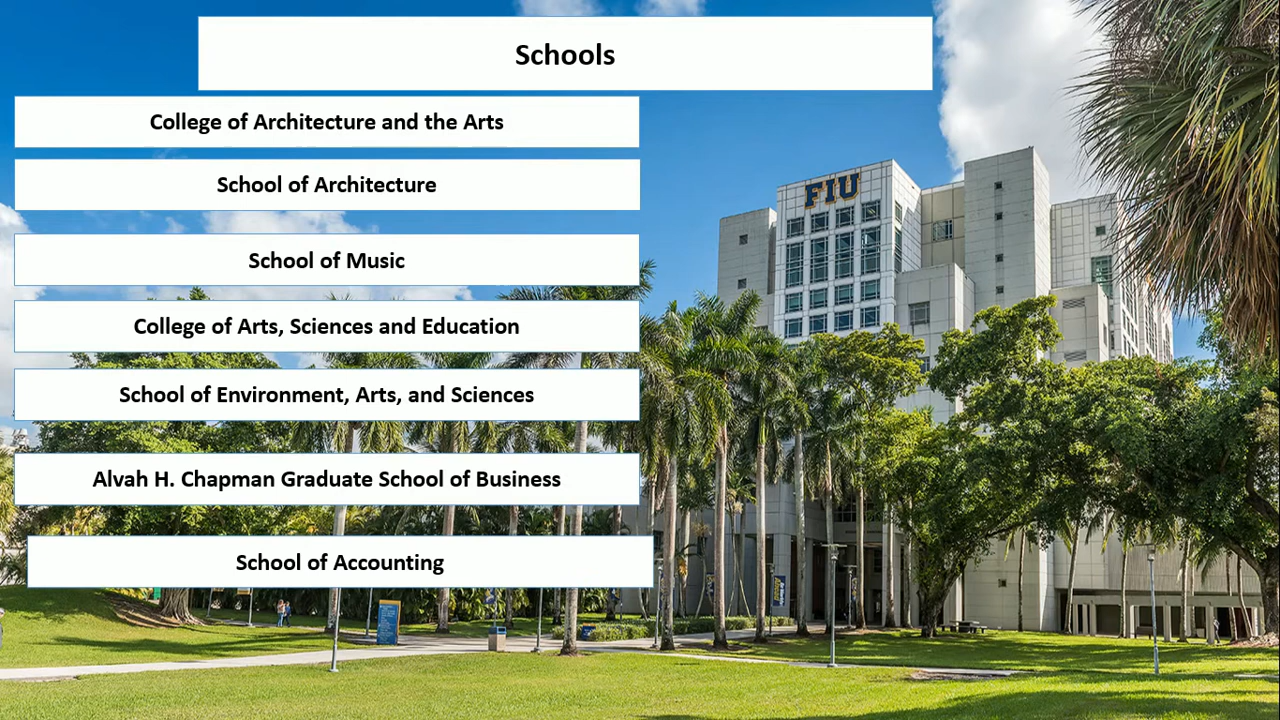 Schools
College of Architecture and the Arts
School of Architecture
FIU
School of Music
College of Arts, Sciences and Education
School of Environment, Arts, and Sciences
Alvah H. Chapman Graduate School of Business
School of Accounting